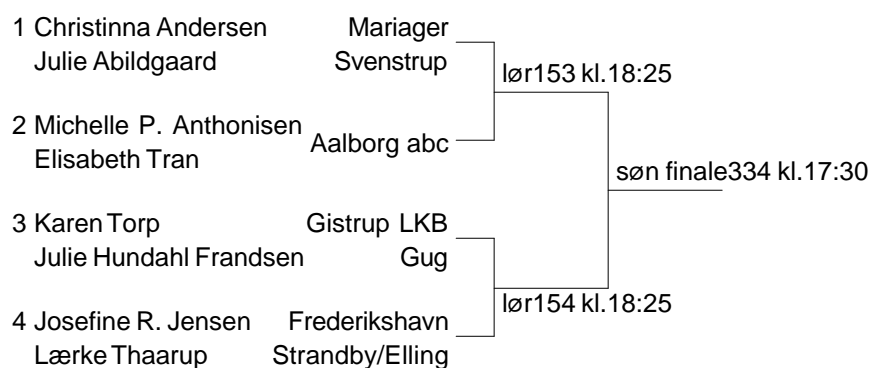 1 Christinna Andersen Mariager
Julie Abildgaard Svenstrup
lør153 kl.18:25
2 Michelle P. Anthonisen Aalborg abc
Elisabeth Tran
søn finale334 kl.17:30
3 Karen Torp Gistrup LKB
Julie Hundahl Frandsen Gug
lør154 kl.18:25
4 Josefine R. Jensen Frederikshavn
Lærke Thaarup Strandby/Elling